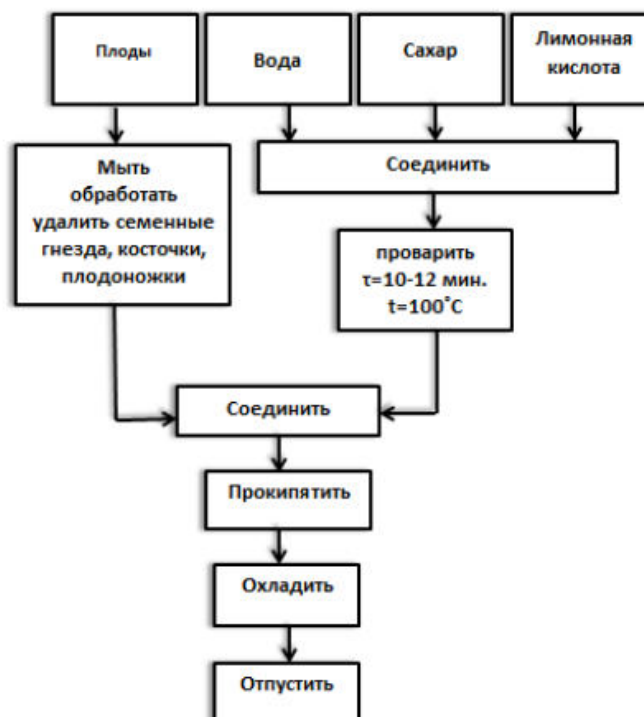 Плоды
Вода
Сахар
Лимонная
кислота
Мыть
обработать
удалить семенные
гнезда, косточки,
плодоножки
Соединить
проварить
τ=10-12 мин.
t=100˚С
Соединить
Прокипятить
Охладить
Отпустить